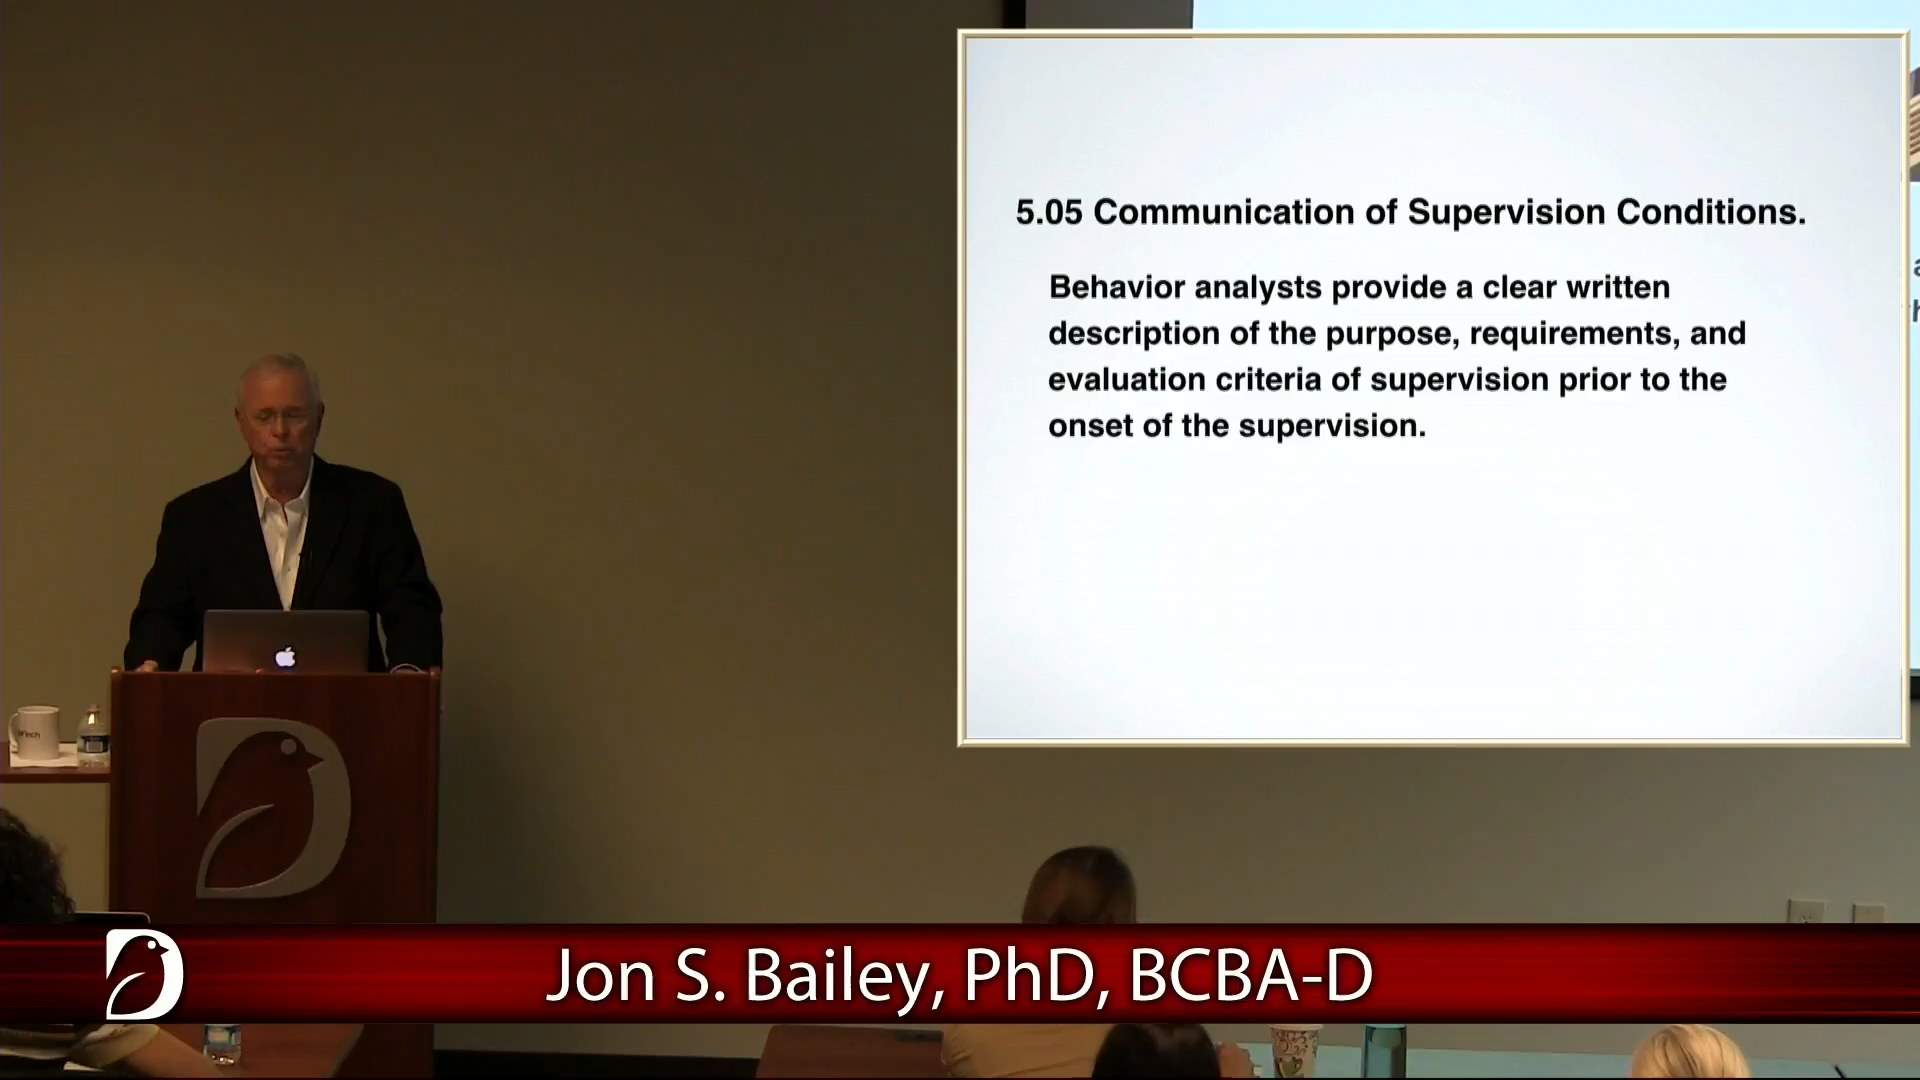 5.05 Communication of Supervision Conditions.
Behavior analysts provide a clear written
description of the purpose, requirements, and
evaluation criteria of supervision prior to the
onset of the supervision.
Jon S. Bailey, PhD, BCBA-D